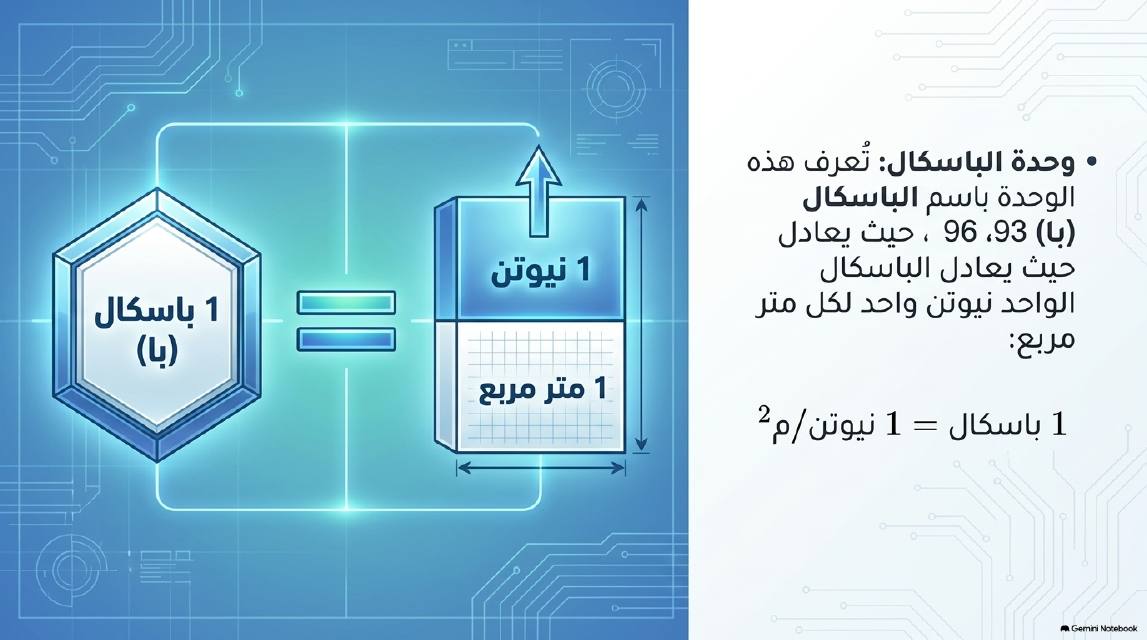 • وحدة الباسكال: تُعرف هذه
الوحدة باسم الباسكال
(با) 93، 96 ، حيث يعادل
حيث يعادل الباسكال
الواحد نيوتن واحد لكل متر
مربع:
1 باسكال = 1 نيوتن/م²
1 نيوتن
1 متر مربع
1 باسكال
(با)
Gemini Notebook